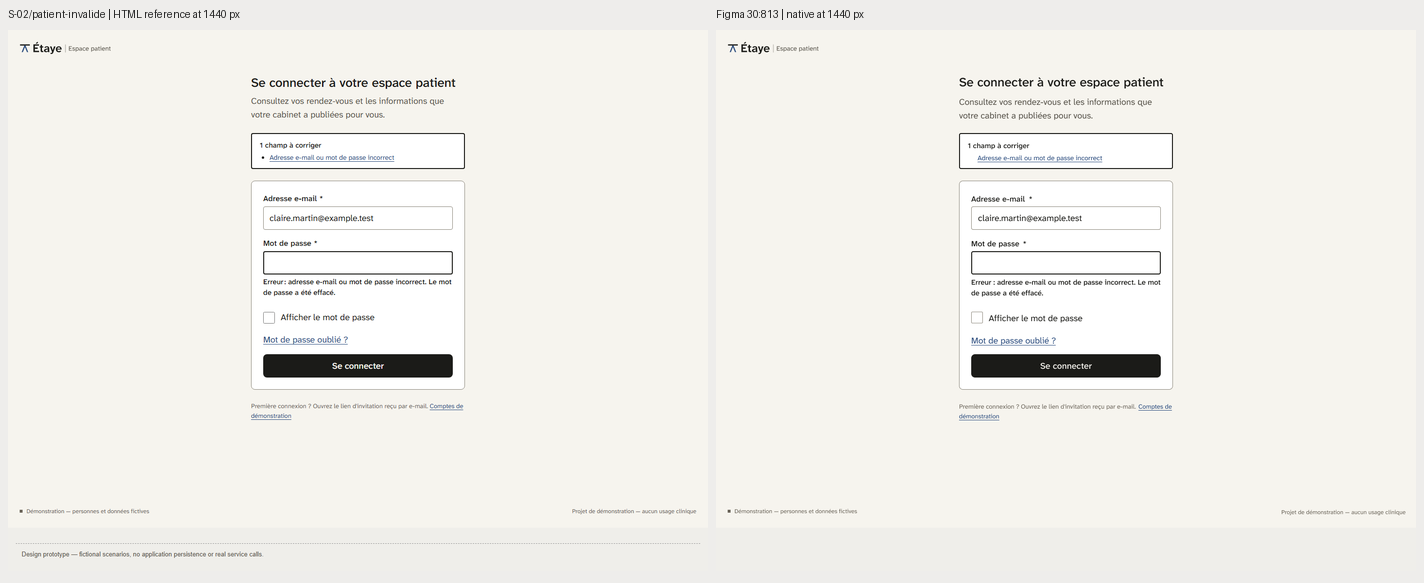 S-02/patient-invalide | HTML reference at 1440 px
Étaye | Espace patient
Se connecter à votre espace patient
Consultez vos rendez-vous et les informations que
votre cabinet a publiées pour vous.
1 champ à corriger
• Adresse e-mail ou mot de passe incorrect
Adresse e-mail *
claire.martin@example.test
Mot de passe *
Erreur : adresse e-mail ou mot de passe incorrect. Le mot
de passe a été effacé.
Afficher le mot de passe
Mot de passe oublié ?
Se connecter
Première connexion ? Ouvrez le lien d'invitation reçu par e-mail. Comptes de
démonstration
Démonstration — personnes et données fictives
Projet de démonstration — aucun usage clinique
Design prototype — fictional scenarios, no application persistence or real service calls.
Figma 30:813 | native at 1440 px
Étaye | Espace patient
Se connecter à votre espace patient
Consultez vos rendez-vous et les informations que
votre cabinet a publiées pour vous.
1 champ à corriger
Adresse e-mail ou mot de passe incorrect
Adresse e-mail *
claire.martin@example.test
Mot de passe *
Erreur : adresse e-mail ou mot de passe incorrect. Le mot
de passe a été effacé.
Afficher le mot de passe
Mot de passe oublié ?
Se connecter
Première connexion ? Ouvrez le lien d'invitation reçu par e-mail. Comptes de
démonstration
Démonstration — personnes et données fictives
Projet de démonstration — aucun usage clinique